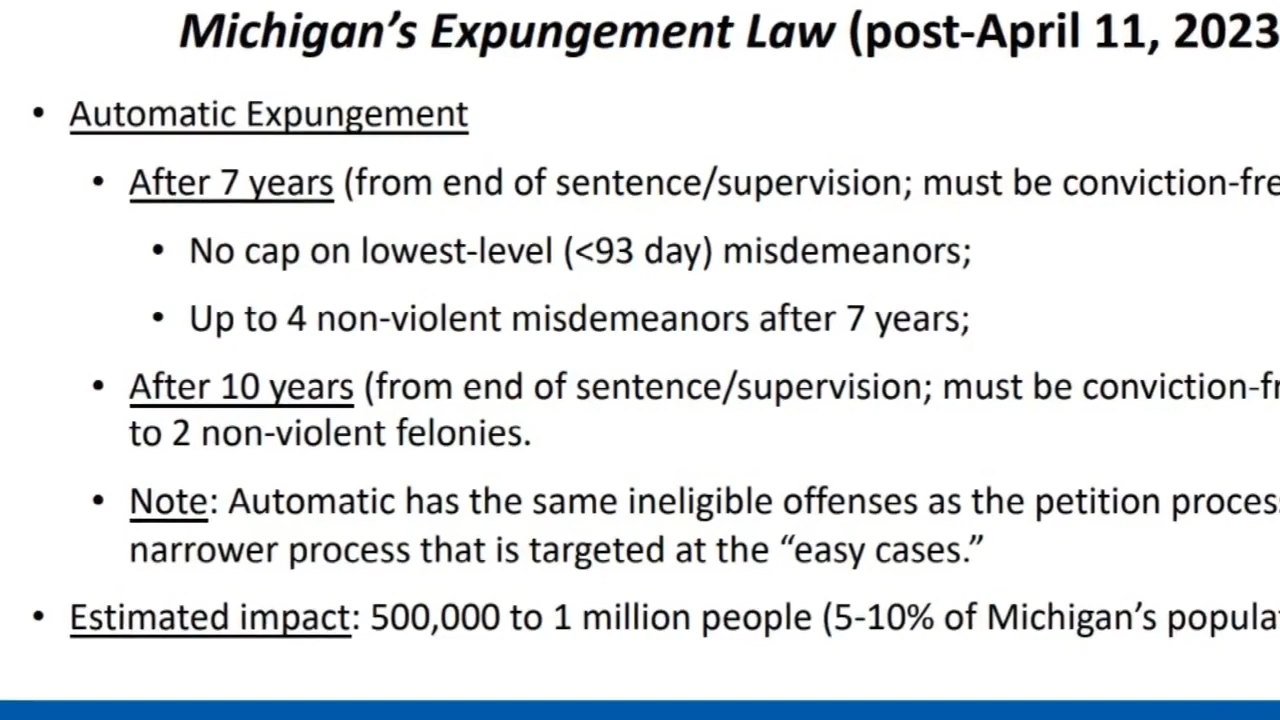 Michigan's Expungement Law (post-April 11, 2023
• Automatic Expungement
• After 7 years (from end of sentence/supervision; must be conviction-fre
• No cap on lowest-level (<93 day) misdemeanors;
• Up to 4 non-violent misdemeanors after 7 years;
• After 10 years (from end of sentence/supervision; must be conviction-fr
to 2 non-violent felonies.
• Note: Automatic has the same ineligible offenses as the petition proces
narrower process that is targeted at the “easy cases.”
• Estimated impact: 500,000 to 1 million people (5-10% of Michigan's popula